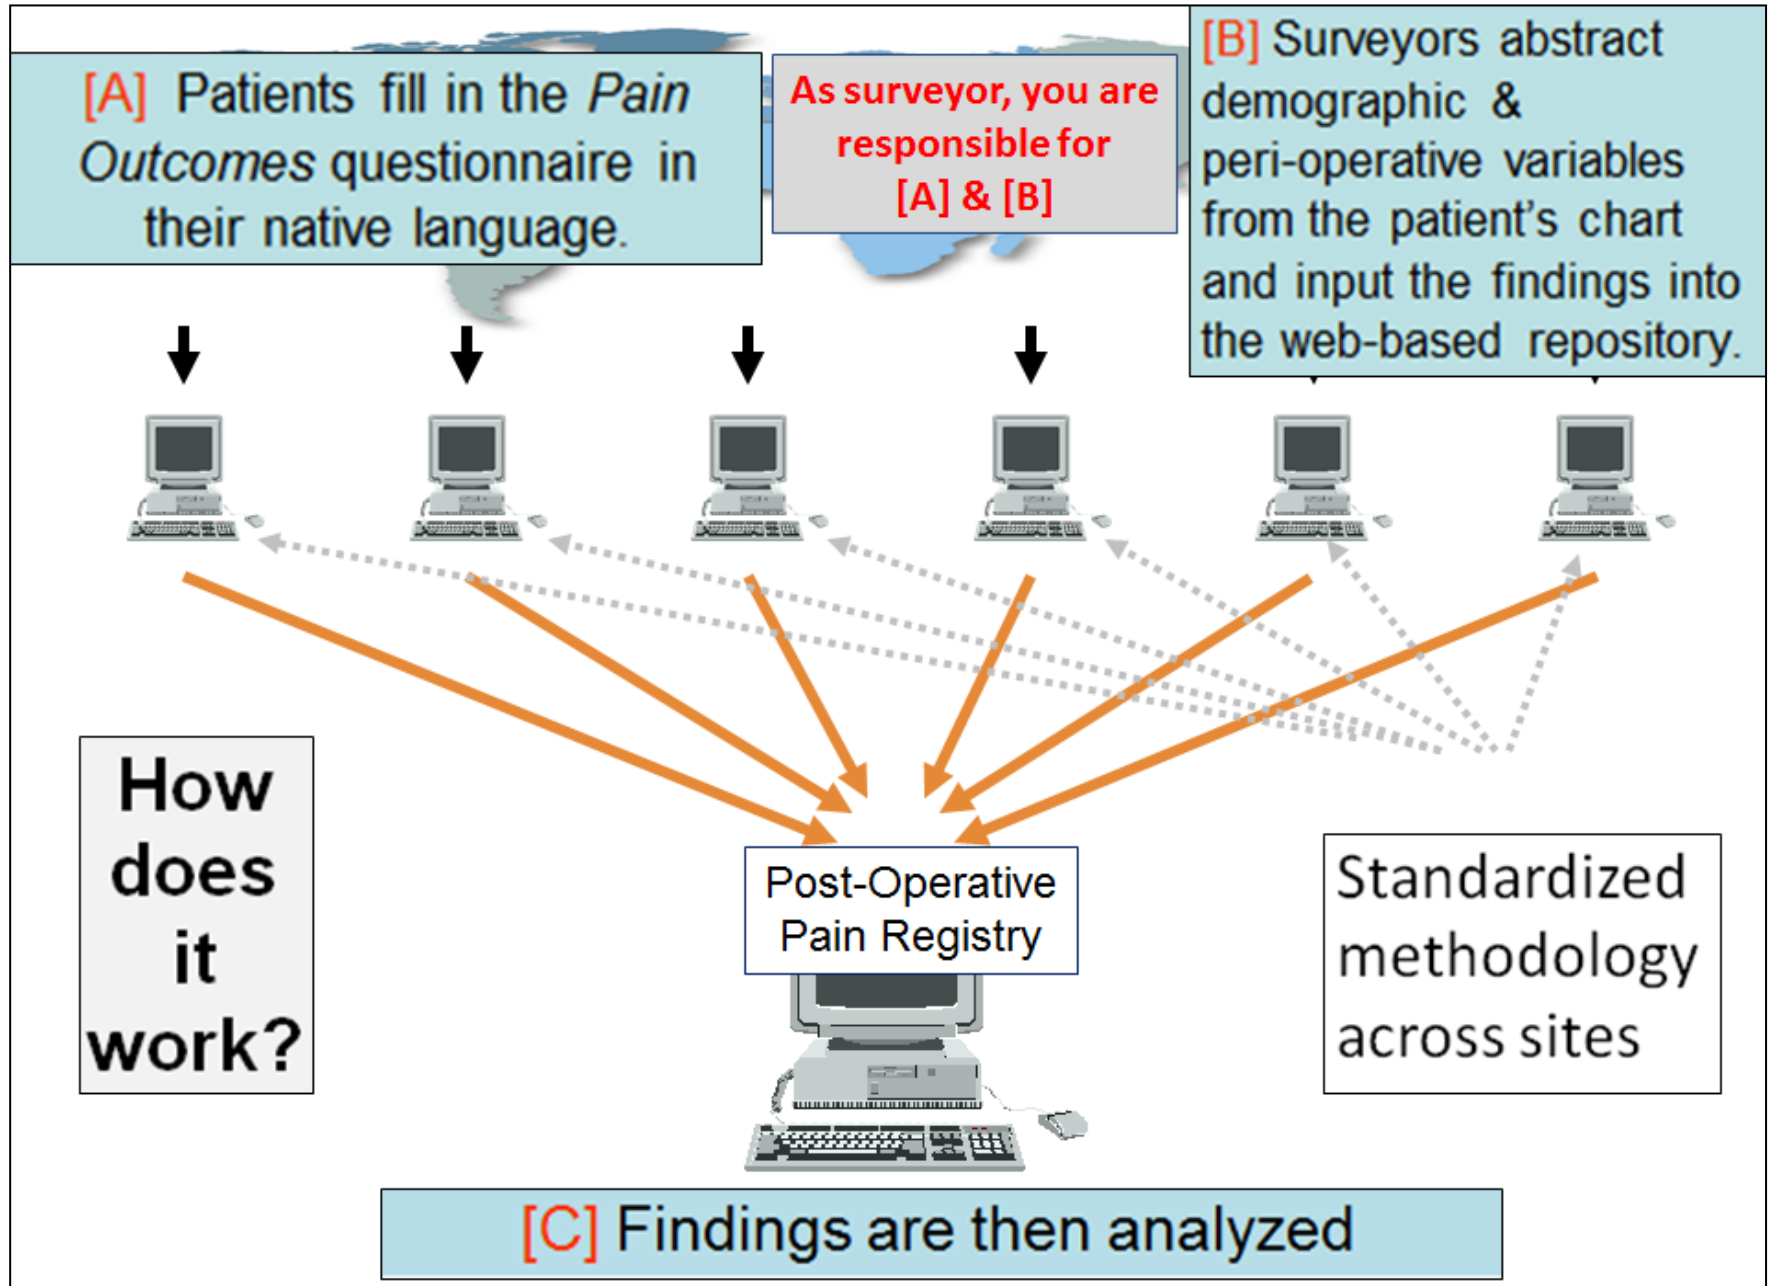 [A] Patients fill in the Pain
Outcomes questionnaire in
their native language.
As surveyor, you are
responsible for
[A] & [B]
[B] Surveyors abstract
demographic &
peri-operative variables
from the patient’s chart
and input the findings into
the web-based repository.
How
does
it
work?
Post-Operative
Pain Registry
Standardized
methodology
across sites
[C] Findings are then analyzed